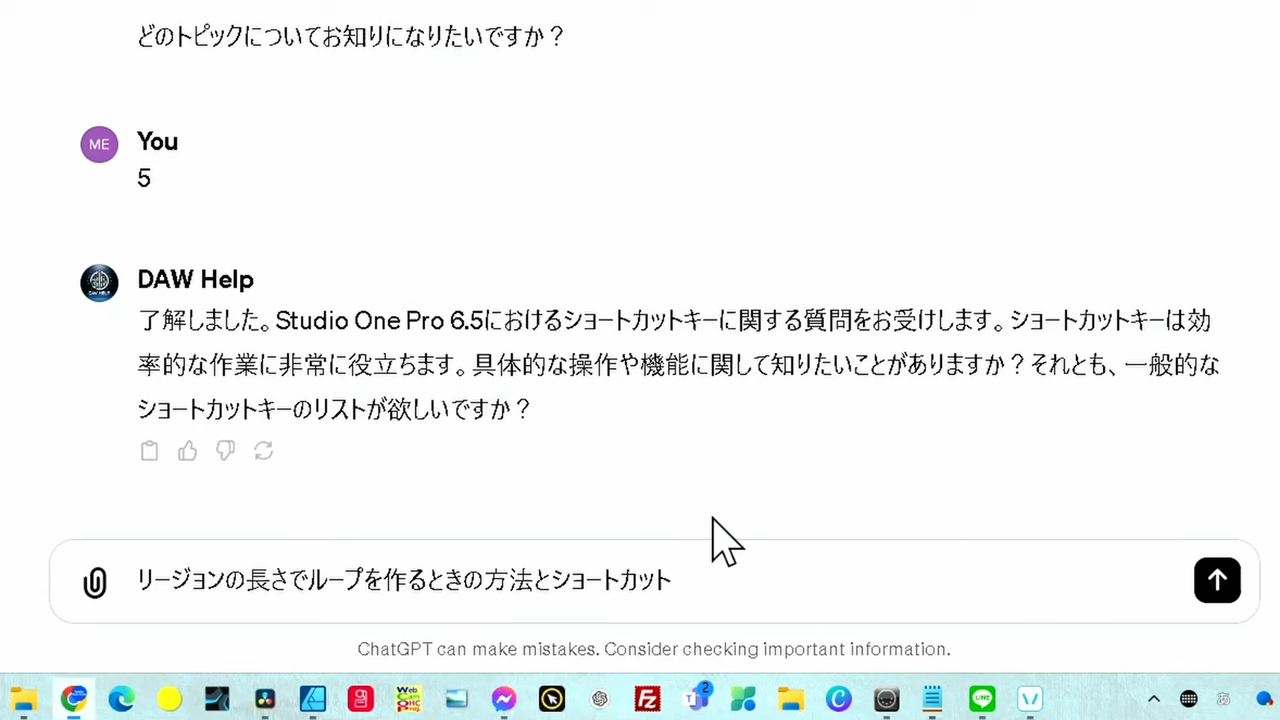 どのトピックについてお知りになりたいですか？
ME
You
5
DAW Help
了解しました。Studio One Pro 6.5におけるショートカットキーに関する質問をお受けします。ショートカットキーは効
率的な作業に非常に役立ちます。具体的な操作や機能に関して知りたいことがありますか？それとも、一般的な
ショートカットキーのリストが欲しいですか？
リージョンの長さでループを作るときの方法とショートカット
ChatGPT can make mistakes. Consider checking important information.